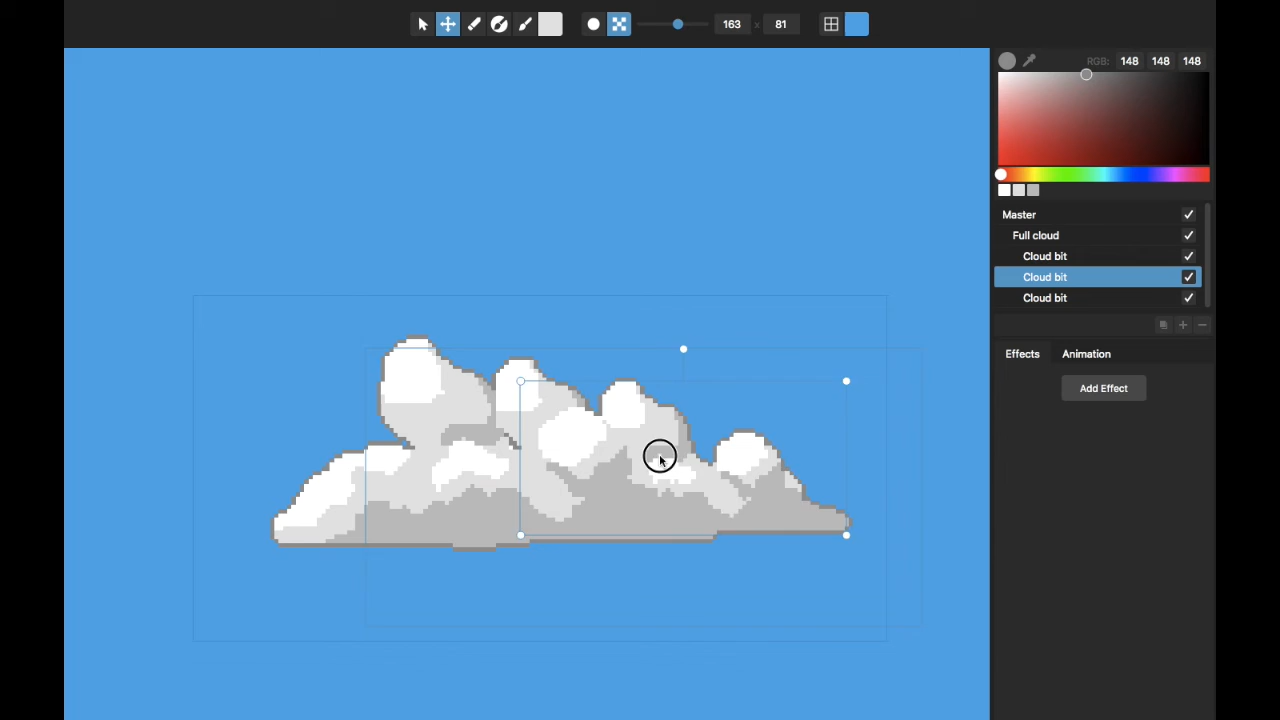 163 x 81
RGB: 148 148 148
Master
Full cloud
Cloud bit
Cloud bit
Cloud bit
Effects Animation
Add Effect